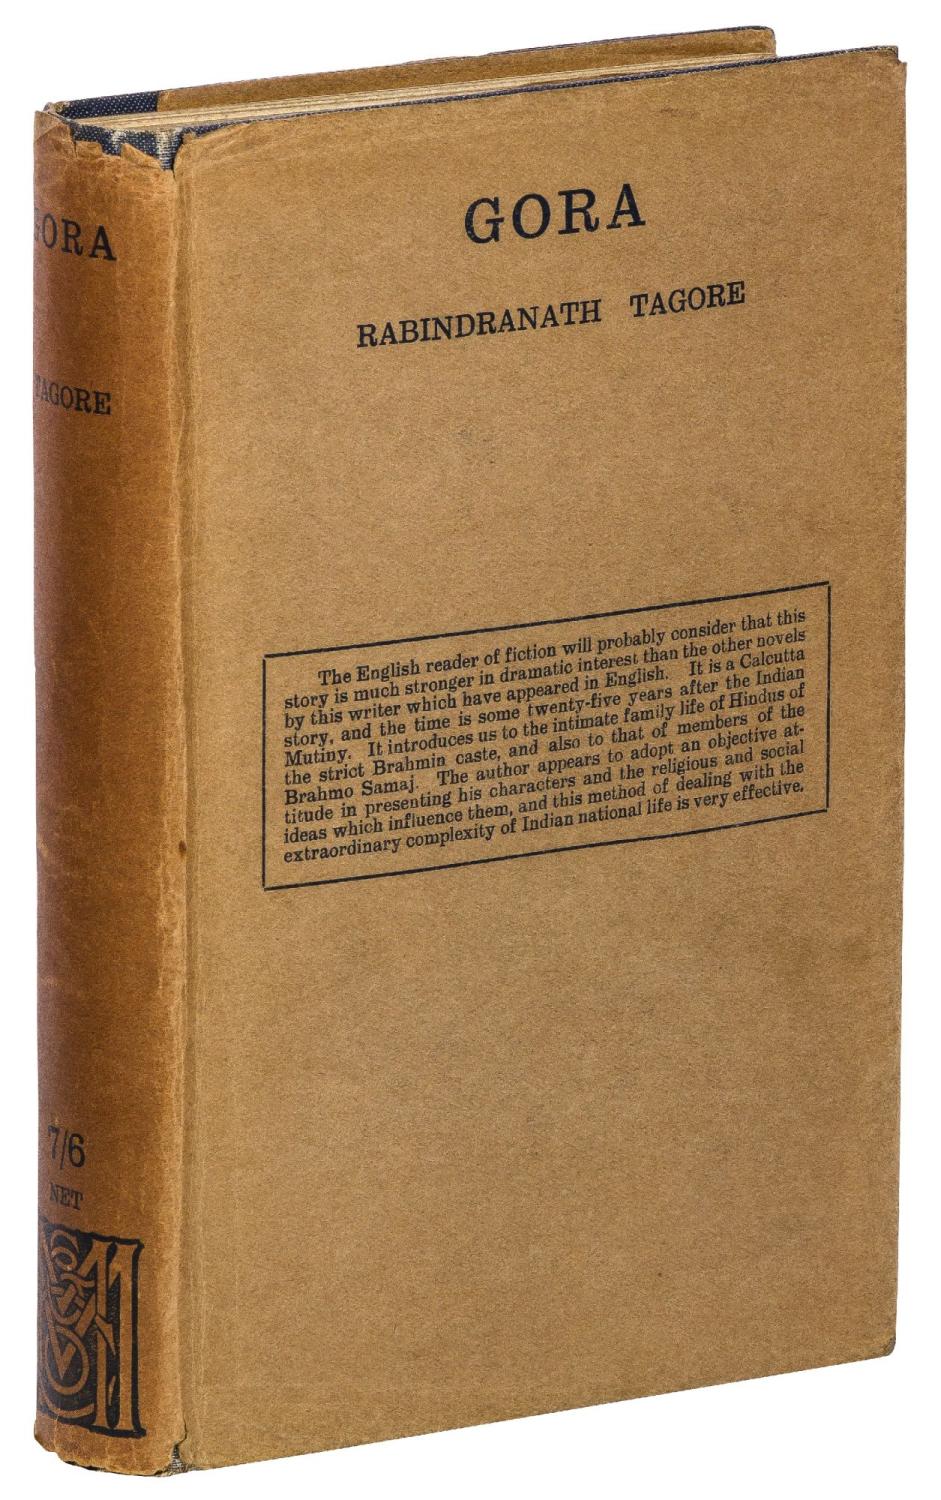 GORA
RABINDRANATH TAGORE
The English reader of fiction will probably consider that this
story is much stronger in dramatic interest than the other novels
by this writer which have appeared in English. It is a Calcutta
story, and the time is some twenty-five years after the Indian
Mutiny. It introduces us to the intimate family life of Hindus of
the strict Brahmin caste, and also to that of members of the
Brahmo Samaj. The author appears to adopt an objective at-
titude in presenting his characters and the religious and social
ideas which influence them, and this method of dealing with the
extraordinary complexity of Indian national life is very effective.
GORA
TAGORE
7/6
NET